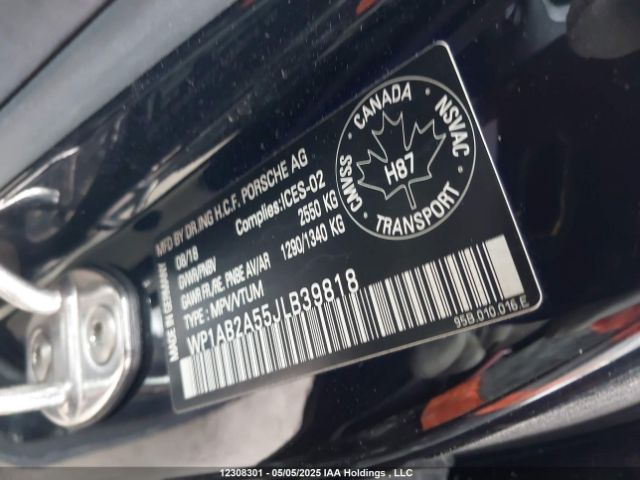 MADE IN GERMANY
MFD BY DR.ING H.C.F. PORSCHE AG
08/18 Complies:ICES-02
GVWR/PNBV 2550 KG
GAWR FR./RE. PNBE AV/AR 1290/1340 KG
TYPE : MPV/VTUM
WP1AB2A55JLB39818
CANADA
CMVSS
NSVAC
H87
TRANSPORT
95B.010.016.E
12308301 - 05/05/2025 IAA Holdings , LLC